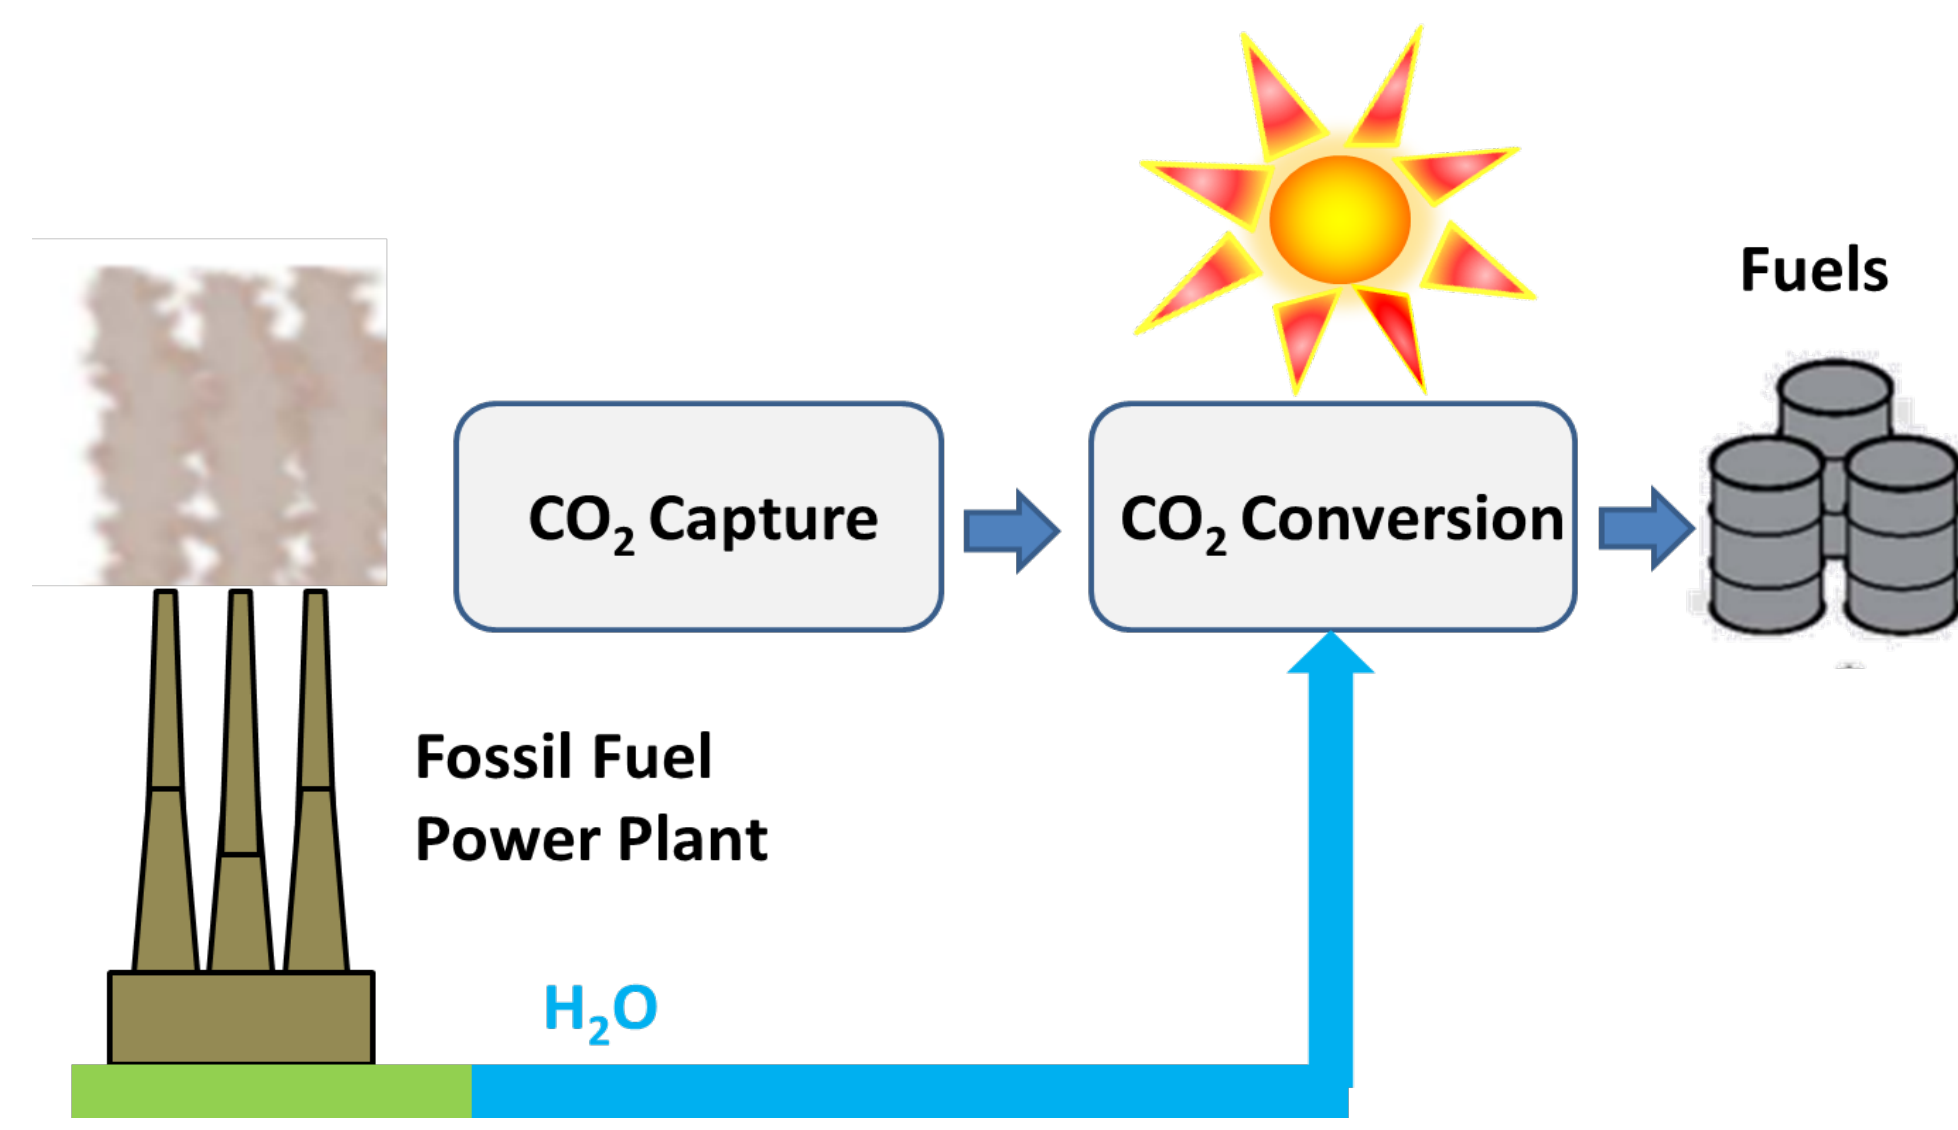 Fuels
CO₂ Capture
CO₂ Conversion
Fossil Fuel
Power Plant
H₂O